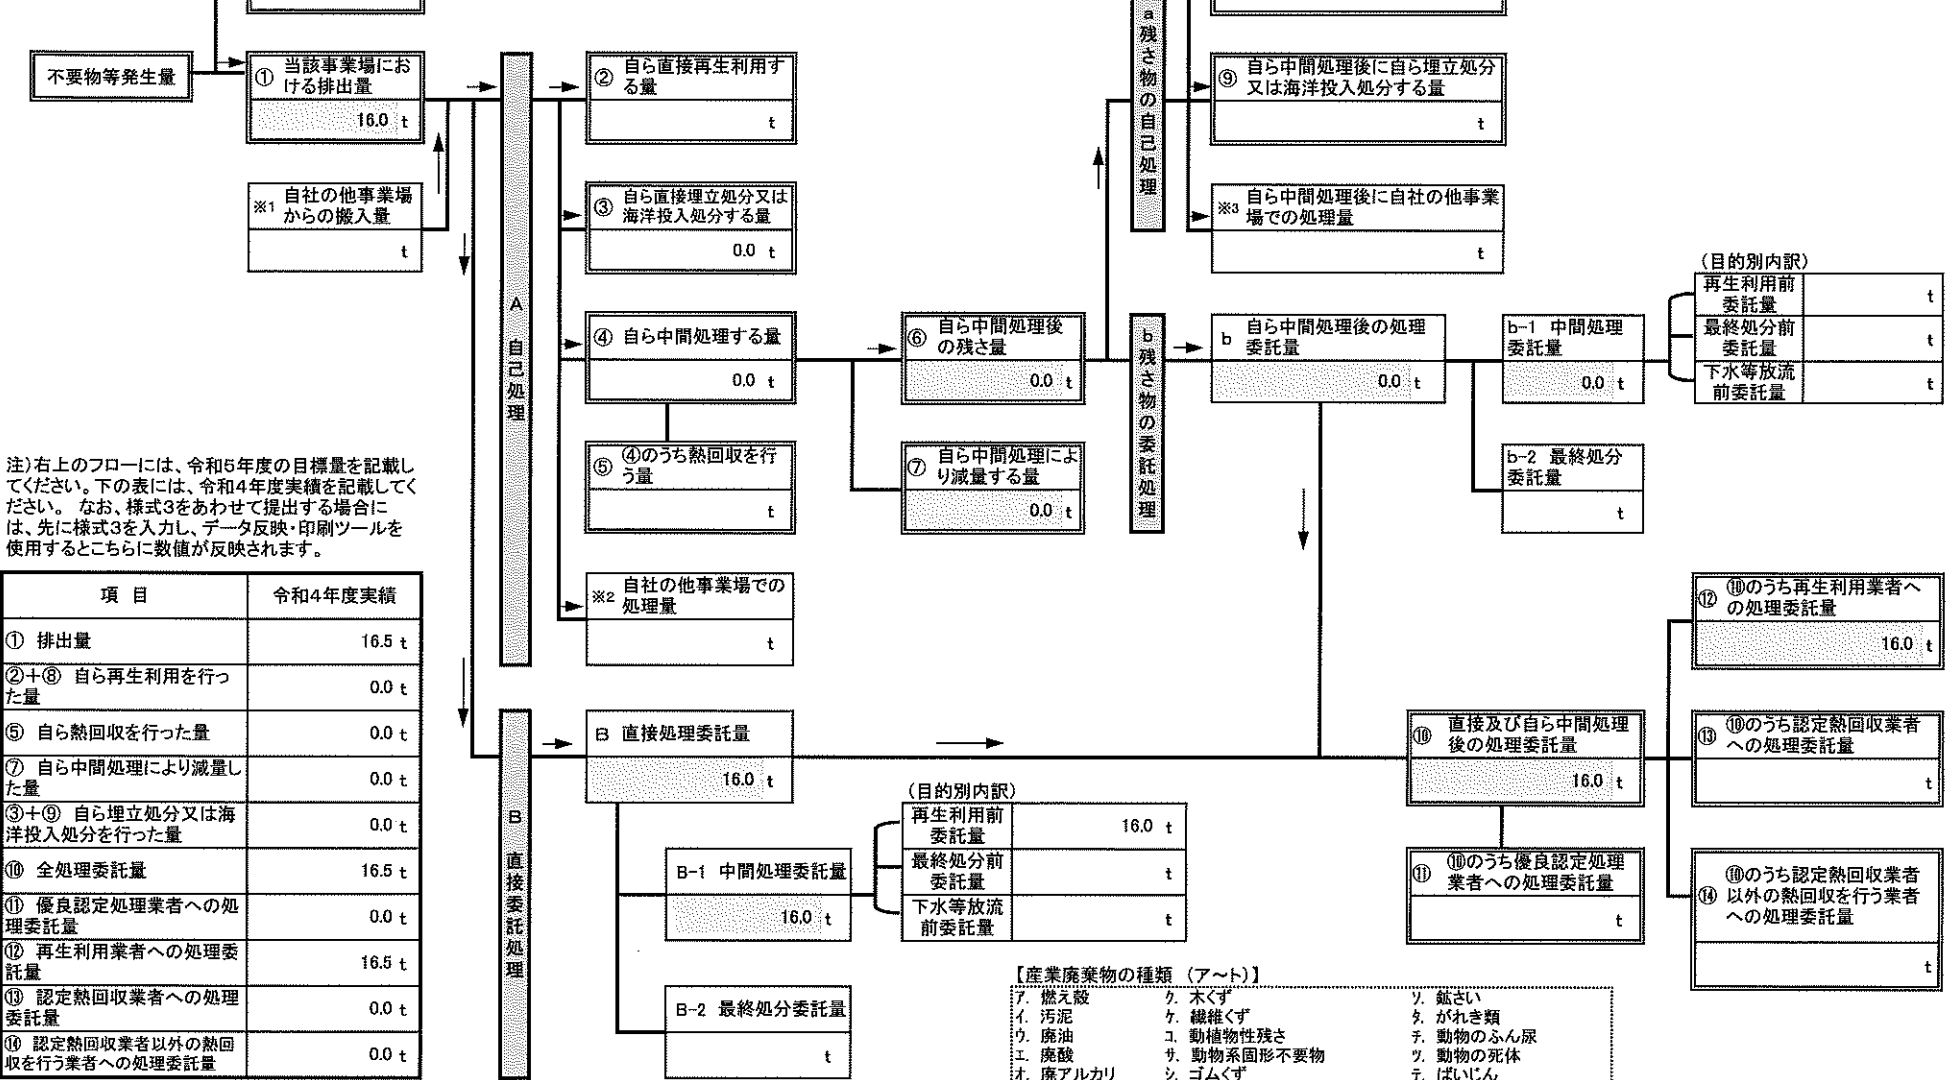 不要物等発生量
① 当該事業場にお
ける排出量
16.0 t
※1 自社の他事業場
からの搬入量
t
A 自己処理
② 自ら直接再生利用す
る量
t
③ 自ら直接埋立処分又は
海洋投入処分する量
0.0 t
④ 自ら中間処理する量
0.0 t
⑤ ④のうち熱回収を行
う量
t
※2 自社の他事業場での
処理量
t
⑥ 自ら中間処理後
の残さ量
0.0 t
⑦ 自ら中間処理によ
り減量する量
0.0 t
a 残さ物の自己処理
⑨ 自ら中間処理後に自ら埋立処分
又は海洋投入処分する量
t
※3 自ら中間処理後に自社の他事業
場での処理量
t
b 残さ物の委託処理
b 自ら中間処理後の処理
委託量
0.0 t
b-1 中間処理
委託量
0.0 t
(目的別内訳)
再生利用前
委託量
t
最終処分前
委託量
t
下水等放流
前委託量
t
b-2 最終処分
委託量
t
注)右上のフローには、令和5年度の目標量を記載し
てください。下の表には、令和4年度実績を記載してく
ださい。 なお、様式3をあわせて提出する場合に
は、先に様式3を入力し、データ反映・印刷ツールを
使用するとこちらに数値が反映されます。
項 目 令和4年度実績
① 排出量 16.5 t
②+⑧ 自ら再生利用を行っ
た量 0.0 t
⑤ 自ら熱回収を行った量 0.0 t
⑦ 自ら中間処理により減量し
た量 0.0 t
③+⑨ 自ら埋立処分又は海
洋投入処分を行った量 0.0 t
⑩ 全処理委託量 16.5 t
⑪ 優良認定処理業者への処
理委託量 0.0 t
⑫ 再生利用業者への処理委
託量 16.5 t
⑬ 認定熱回収業者への処理
委託量 0.0 t
⑭ 認定熱回収業者以外の熱回
収を行う業者への処理委託量 0.0 t
B 直接委託処理
B 直接処理委託量
16.0 t
B-1 中間処理委託量
16.0 t
(目的別内訳)
再生利用前
委託量
16.0 t
最終処分前
委託量
t
下水等放流
前委託量
t
B-2 最終処分委託量
t
⑩ 直接及び自ら中間処理
後の処理委託量
16.0 t
⑪ ⑩のうち優良認定処理
業者への処理委託量
t
⑫ ⑩のうち再生利用業者へ
の処理委託量
16.0 t
⑬ ⑩のうち認定熱回収業者
への処理委託量
t
⑭ ⑩のうち認定熱回収業者
以外の熱回収を行う業者
への処理委託量
t
【産業廃棄物の種類 (ア~ト)】
ア. 燃え殻 ク. 木くず ソ. 鉱さい
イ. 汚泥 ケ. 繊維くず タ. がれき類
ウ. 廃油 コ. 動植物性残さ チ. 動物のふん尿
エ. 廃酸 サ. 動物系固形不要物 ツ. 動物の死体
オ. 廃アルカリ シ. ゴムくず テ. ばいじん